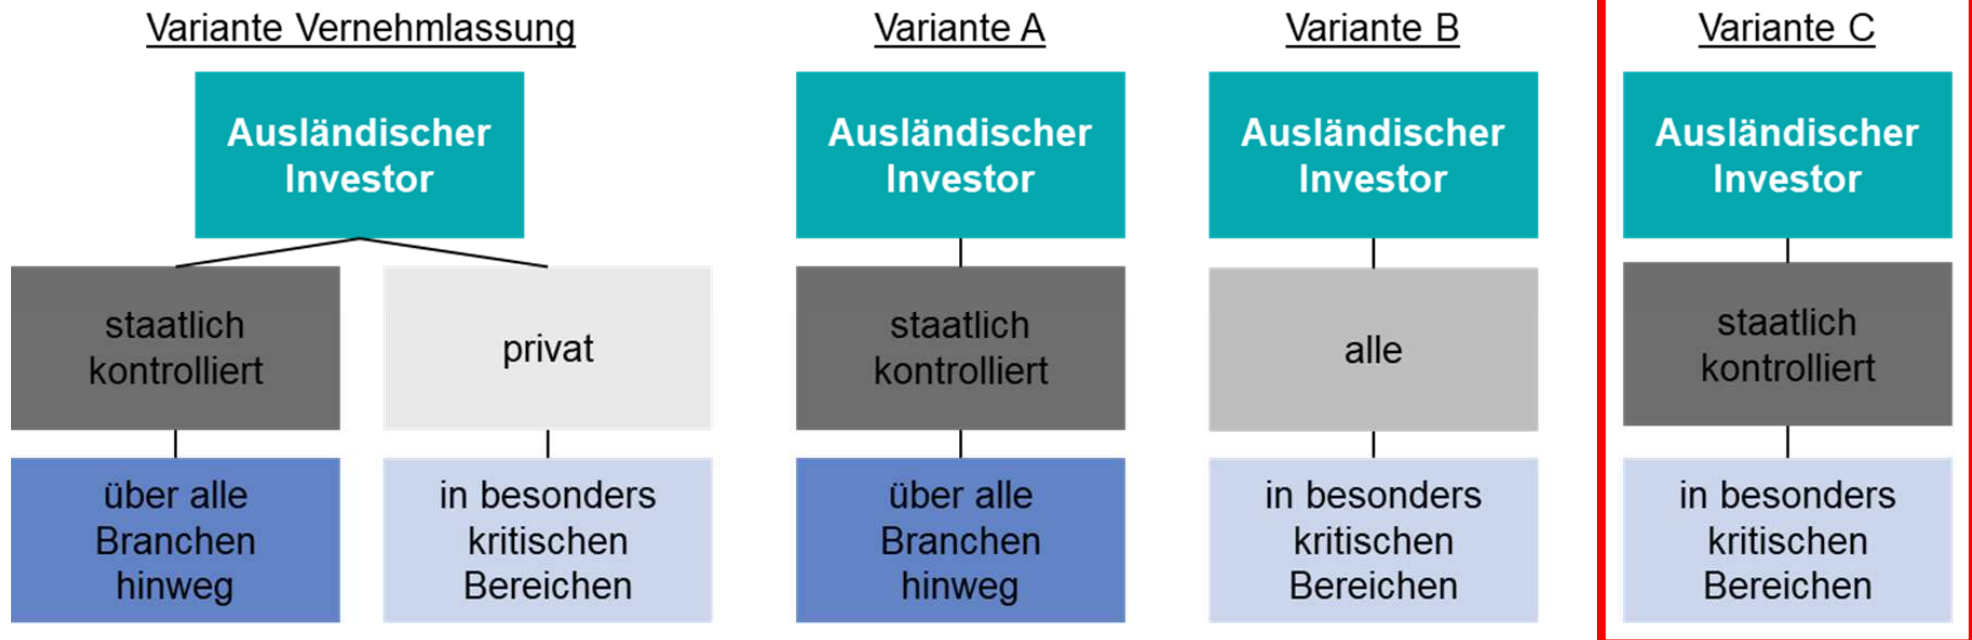 Variante Vernehmlassung
Ausländischer
Investor
staatlich
kontrolliert
privat
über alle
Branchen
hinweg
in besonders
kritischen
Bereichen
Variante A
Ausländischer
Investor
staatlich
kontrolliert
über alle
Branchen
hinweg
Variante B
Ausländischer
Investor
alle
in besonders
kritischen
Bereichen
Variante C
Ausländischer
Investor
staatlich
kontrolliert
in besonders
kritischen
Bereichen